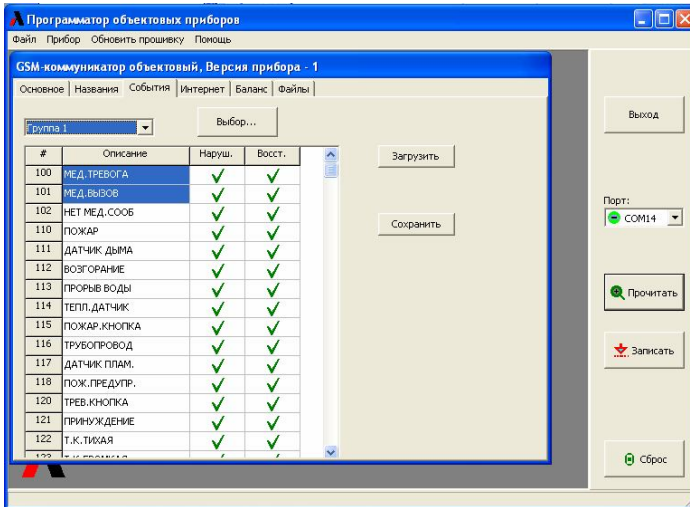 Программатор объектовых приборов
Файл Прибор Обновить прошивку Помощь
GSM-коммуникатор объектовый, Версия прибора - 1
Основное Названия События Интернет Баланс Файлы
Группа 1
Выбор...
# Описание Наруш. Восст.
100 МЕД.ТРЕВОГА
101 МЕД.ВЫЗОВ
102 НЕТ МЕД.СООБ
110 ПОЖАР
111 ДАТЧИК ДЫМА
112 ВОЗГОРАНИЕ
113 ПРОРЫВ ВОДЫ
114 ТЕПЛ.ДАТЧИК
115 ПОЖАР.КНОПКА
116 ТРУБОПРОВОД
117 ДАТЧИК ПЛАМ.
118 ПОЖ.ПРЕДУПР.
120 ТРЕВ.КНОПКА
121 ПРИНУЖДЕНИЕ
122 Т.К.ТИХАЯ
123 Т.К.ГРОМКАЯ
Загрузить
Сохранить
Выход
Порт:
COM14
Прочитать
Записать
Сброс